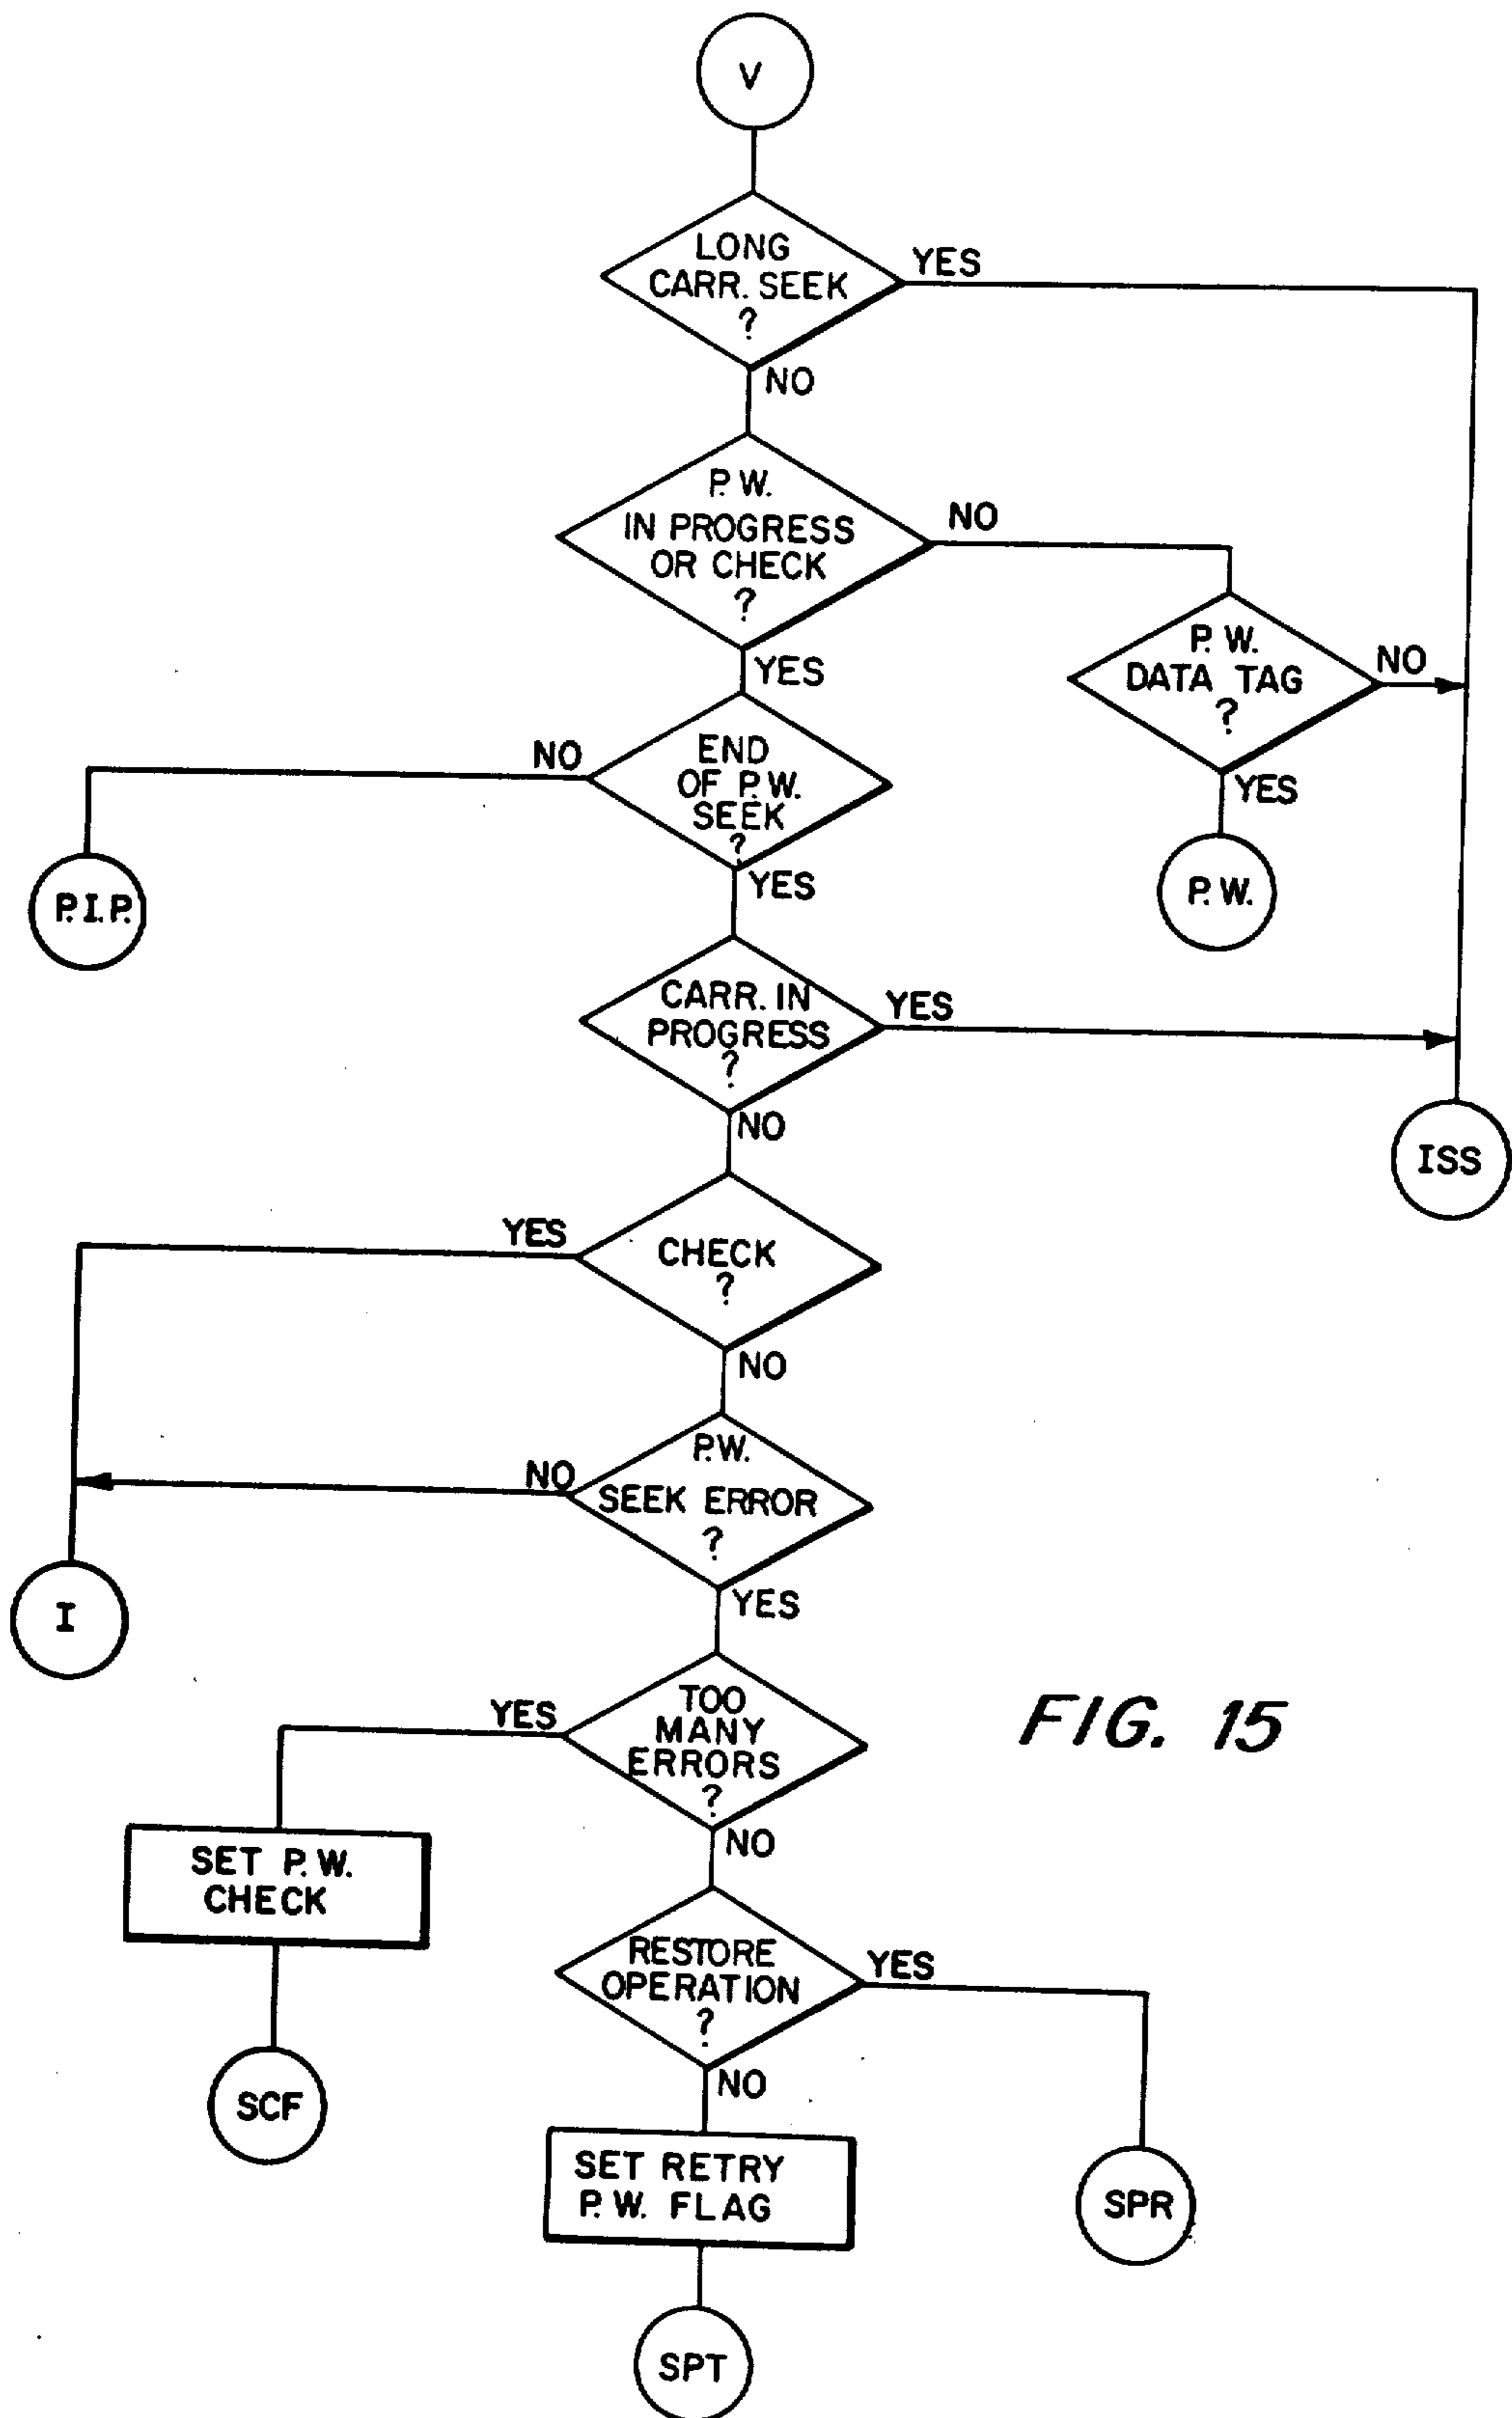 V
LONG
CARR. SEEK
?
YES
NO
P.W.
IN PROGRESS
OR CHECK
?
NO
YES
P.W.
DATA TAG
?
NO
YES
P.W.
END
OF P.W.
SEEK
?
NO
YES
P.I.P.
CARR. IN
PROGRESS
?
YES
NO
ISS
CHECK
?
YES
NO
P.W.
SEEK ERROR
?
NO
YES
I
TOO
MANY
ERRORS
?
YES
NO
FIG. 15
SET P.W.
CHECK
SCF
RESTORE
OPERATION
?
YES
NO
SET RETRY
P.W. FLAG
SPR
SPT